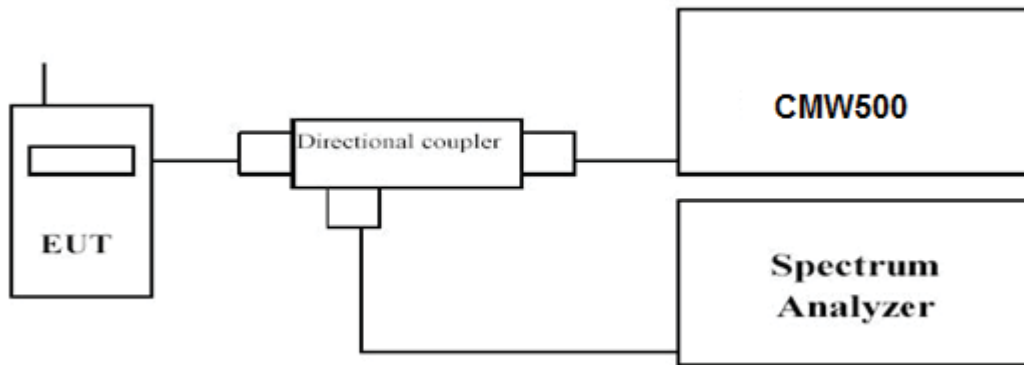 Directional coupler
CMW500
EUT
Spectrum
Analyzer